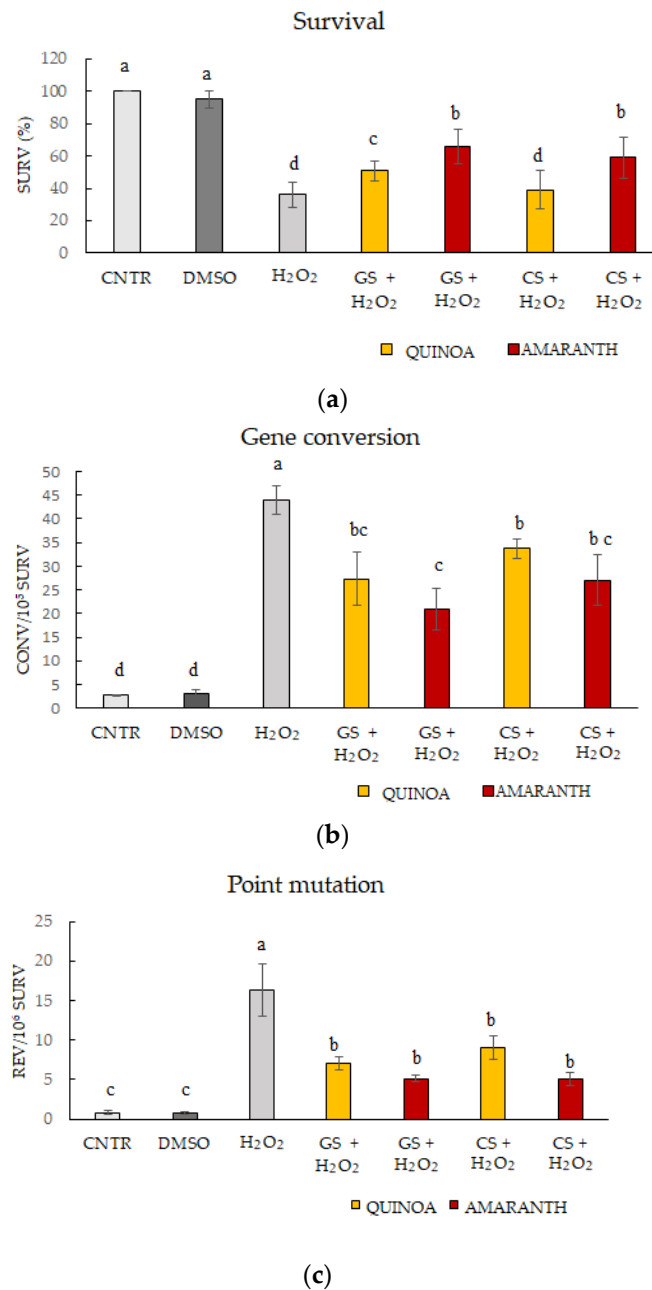 Survival
a a d c b d b
SURV (%)
120
100
80
60
40
20
0
CNTR DMSO H₂O₂ GS + GS + CS + CS +
H₂O₂ H₂O₂ H₂O₂ H₂O₂
QUINOA AMARANTH
(a)
Gene conversion
d d a bc c b b c
CONV/10⁵ SURV
50
45
40
35
30
25
20
15
10
5
0
CNTR DMSO H₂O₂ GS + GS + CS + CS +
H₂O₂ H₂O₂ H₂O₂ H₂O₂
QUINOA AMARANTH
(b)
Point mutation
c c a b b b b
REV/10⁶ SURV
25
20
15
10
5
0
CNTR DMSO H₂O₂ GS + GS + CS + CS +
H₂O₂ H₂O₂ H₂O₂ H₂O₂
QUINOA AMARANTH
(c)